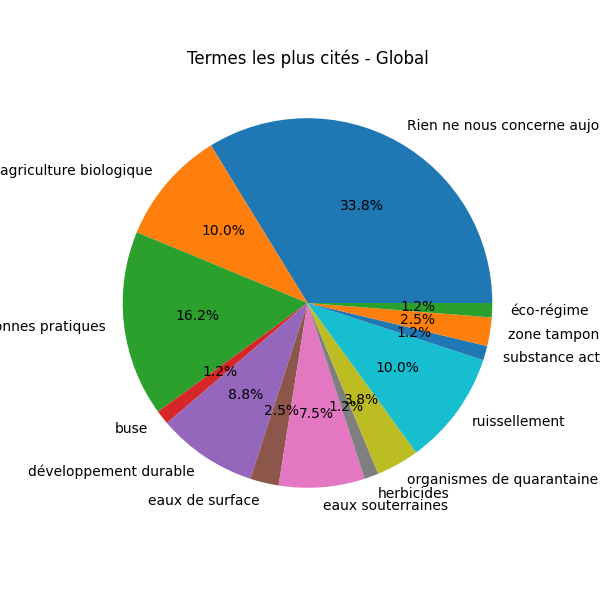 Termes les plus cités - Global
Rien ne nous concerne aujo
33.8%
agriculture biologique
10.0%
onnes pratiques
16.2%
buse
1.2%
développement durable
8.8%
eaux de surface
2.5%
eaux souterraines
7.5%
herbicides
1.2%
organismes de quarantaine
3.8%
ruissellement
10.0%
substance act
1.2%
zone tampon
2.5%
éco-régime
1.2%